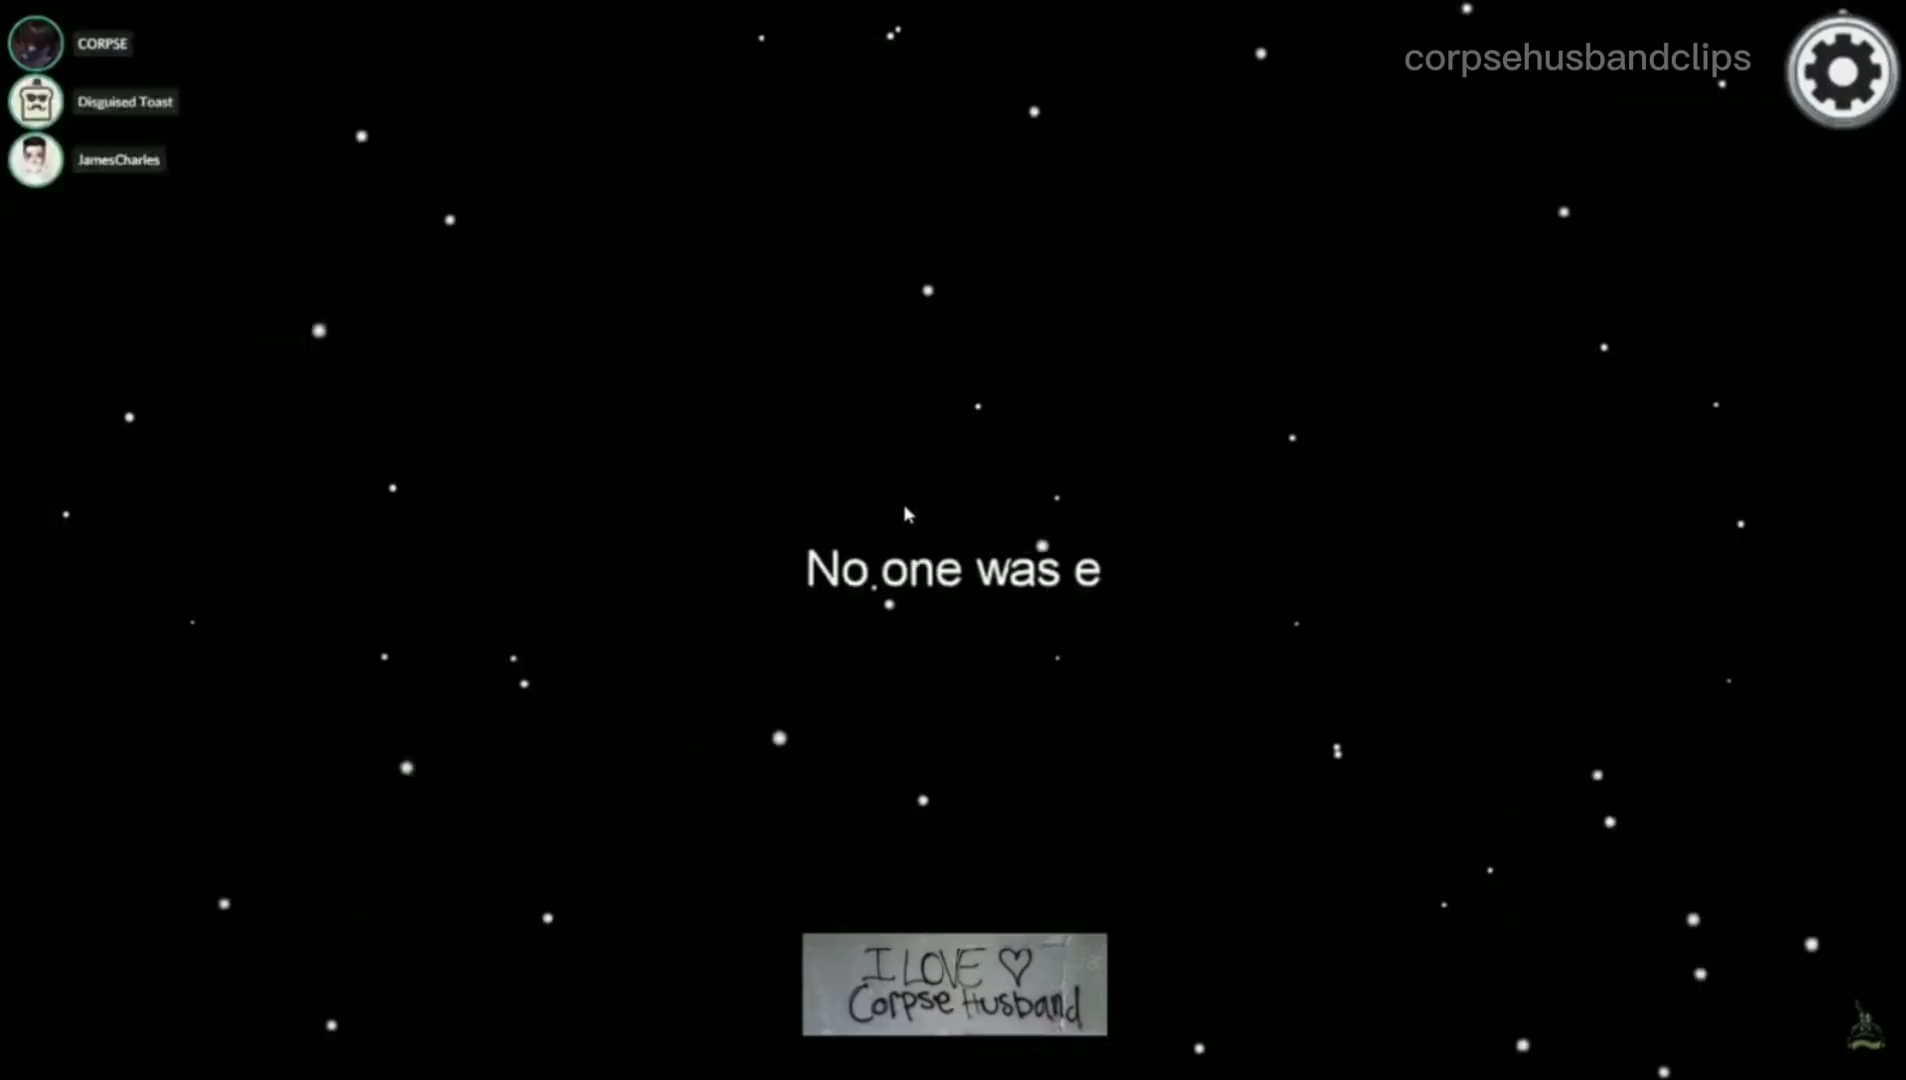 CORPSE
Disguised Toast
JamesCharles
corpsehusbandclips
No one was e
I LOVE ♡
Corpse Husband